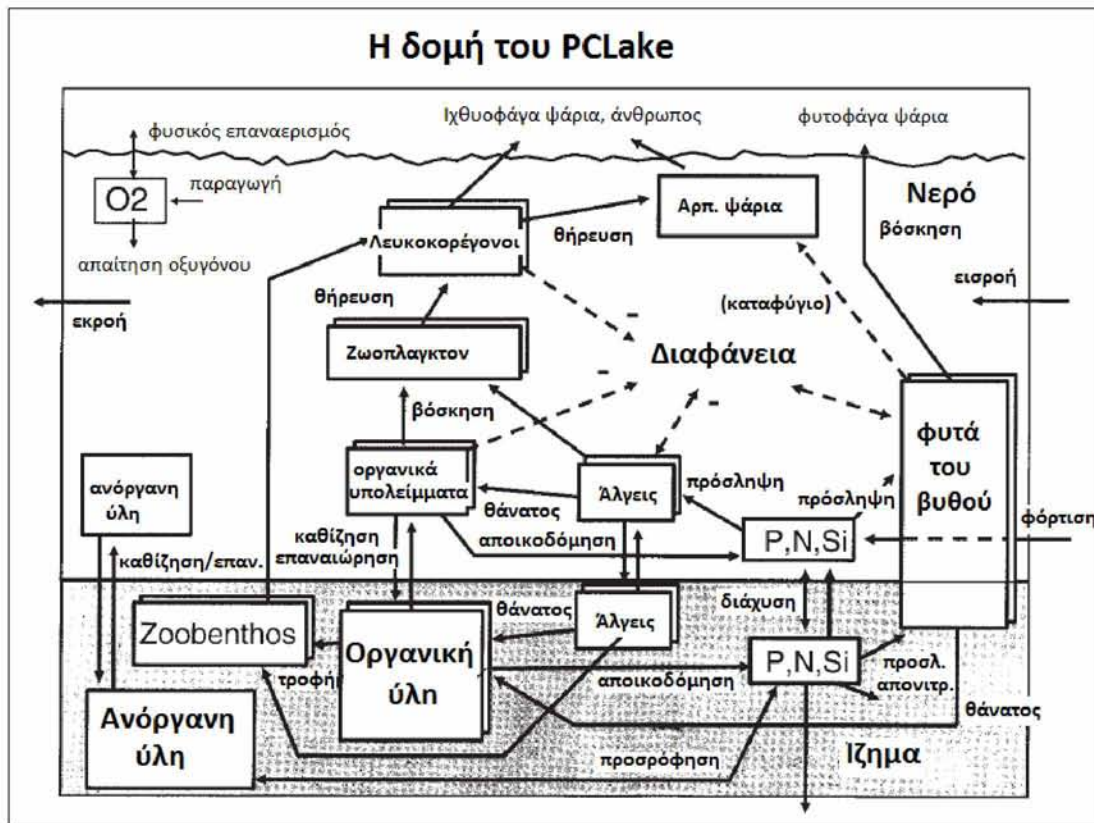 Η δομή του PCLake
φυσικός επαναερισμός
Ιχθυοφάγα ψάρια, άνθρωπος
φυτοφάγα ψάρια
O2
παραγωγή
απαίτηση οξυγόνου
Λευκοκορέγονοι
θήρευση
Αρπ. ψάρια
Νερό
βόσκηση
εκροή
θήρευση
(καταφύγιο)
εισροή
Ζωοπλαγκτον
Διαφάνεια
-
-
-
βόσκηση
φυτά
του
βυθού
ανόργανη
ύλη
οργανικά
υπολείμματα
Άλγεις
πρόσληψη
πρόσληψη
θάνατος
P,N,Si
φόρτιση
καθίζηση
επαναιώρηση
αποικοδόμηση
καθίζηση/επαν.
Zoobenthos
θάνατος
Άλγεις
διάχυση
Οργανική
ύλη
τροφή
αποικοδόμηση
P,N,Si
προσλ.
απονιτρ.
θάνατος
Ανόργανη
ύλη
προσρόφηση
Ίζημα